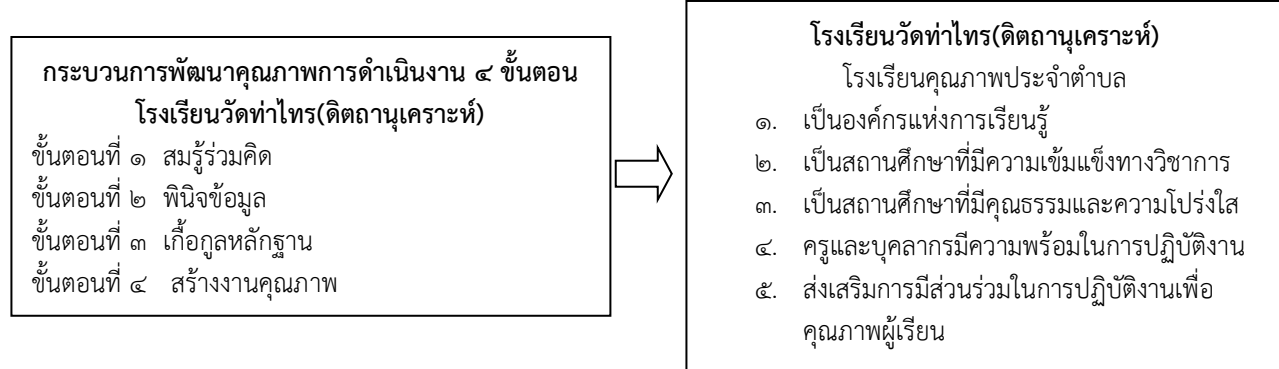 กระบวนการพัฒนาคุณภาพการดำเนินงาน ๔ ขั้นตอน
โรงเรียนวัดท่าไทร(ดิตถานุเคราะห์)
ขั้นตอนที่ ๑ สมรู้ร่วมคิด
ขั้นตอนที่ ๒ พินิจข้อมูล
ขั้นตอนที่ ๓ เกื้อกูลหลักฐาน
ขั้นตอนที่ ๔ สร้างงานคุณภาพ
โรงเรียนวัดท่าไทร(ดิตถานุเคราะห์)
โรงเรียนคุณภาพประจำตำบล
๑. เป็นองค์กรแห่งการเรียนรู้
๒. เป็นสถานศึกษาที่มีความเข้มแข็งทางวิชาการ
๓. เป็นสถานศึกษาที่มีคุณธรรมและความโปร่งใส
๔. ครูและบุคลากรมีความพร้อมในการปฏิบัติงาน
๕. ส่งเสริมการมีส่วนร่วมในการปฏิบัติงานเพื่อ
คุณภาพผู้เรียน